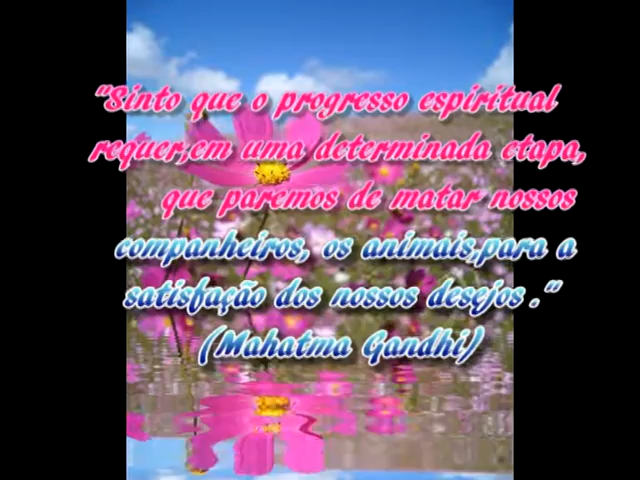 "Sinto que o progresso espiritual
requer,em uma determinada etapa,
que paremos de matar nossos
companheiros, os animais,para a
satisfação dos nossos desejos ."
(Mahatma Gandhi)